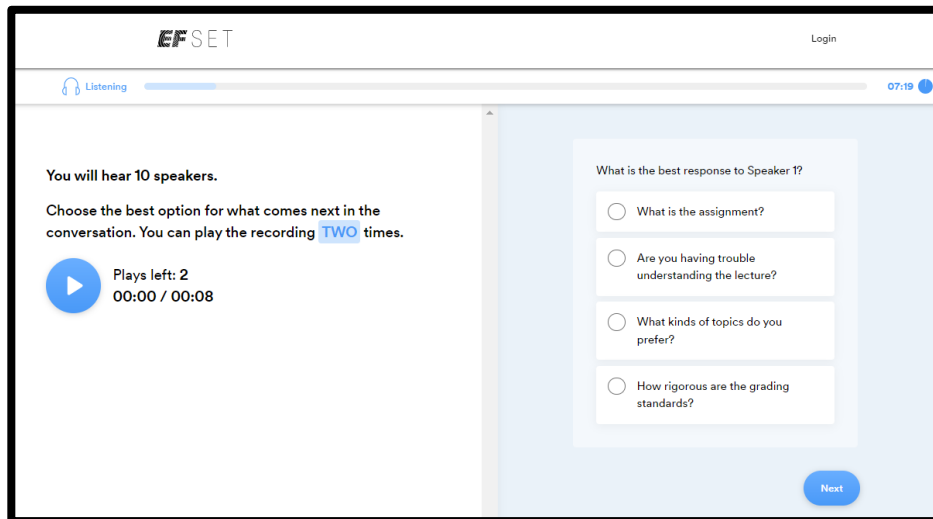 EF SET
Login
Listening
07:19
You will hear 10 speakers.
Choose the best option for what comes next in the
conversation. You can play the recording TWO times.
Plays left: 2
00:00 / 00:08
What is the best response to Speaker 1?
What is the assignment?
Are you having trouble
understanding the lecture?
What kinds of topics do you
prefer?
How rigorous are the grading
standards?
Next